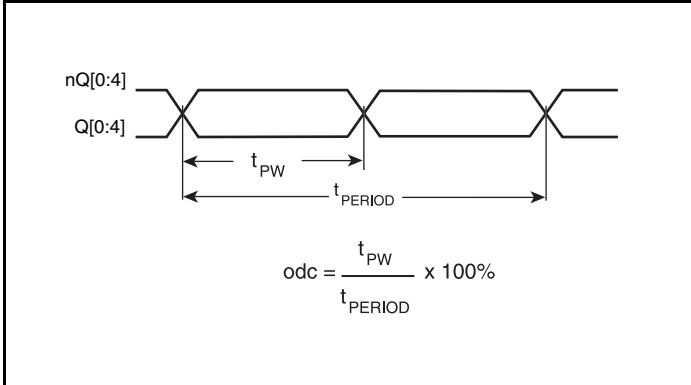 nQ[0:4]
Q[0:4]
tPW
tPERIOD
odc = tPW / tPERIOD x 100%